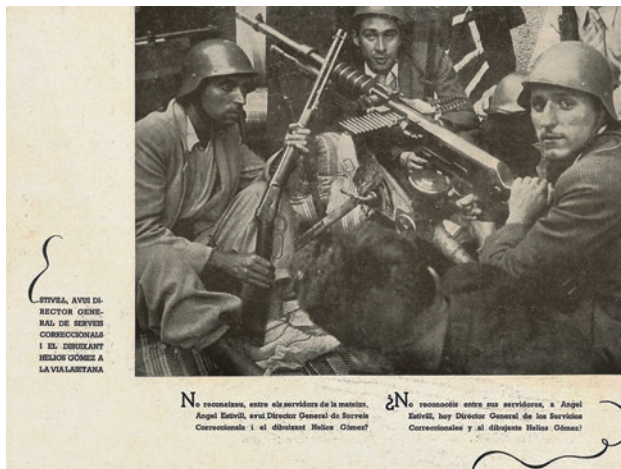 ESTIVILL, AVUI DI-
RECTOR GENE-
RAL DE SERVEIS
CORRECCIONALS
I EL DIBUIXANT
HELIOS GÓMEZ A
LA VIA LAIETANA
No reconeixeu, entre els servidors de la mateixa,
Angel Estivill, avui Director General de Serveis
Correccionals i el dibuixant Helios Gómez?
¿No reconocéis entre sus servidores, a Angel
Estivill, hoy Director General de los Servicios
Correccionales y al dibujante Helios Gómez?